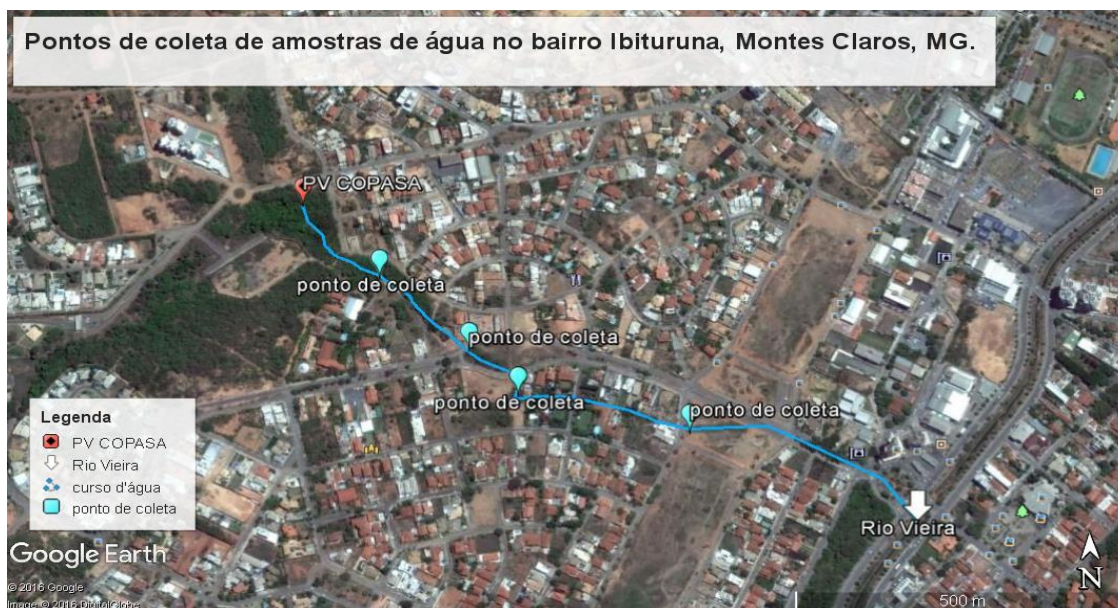 Pontos de coleta de amostras de água no bairro Ibituruna, Montes Claros, MG.
PV COPASA
ponto de coleta
ponto de coleta
ponto de coleta
ponto de coleta
Rio Vieira
Legenda
PV COPASA
Rio Vieira
curso d'água
ponto de coleta
Google Earth
© 2016 Google
Image © 2016 DigitalGlobe
N
500 m